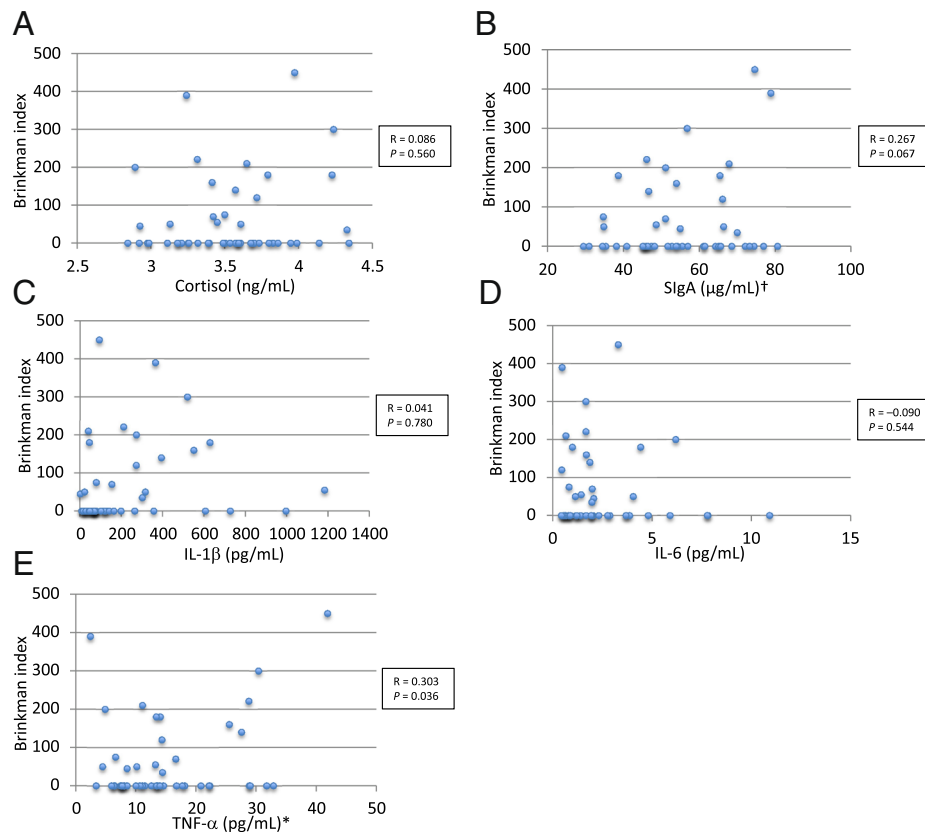 A
Brinkman index
500
400
300
200
100
0
2.5 3 3.5 4 4.5
Cortisol (ng/mL)
R = 0.086
P = 0.560
B
Brinkman index
500
400
300
200
100
0
20 40 60 80 100
SIgA (µg/mL)†
R = 0.267
P = 0.067
C
Brinkman index
500
400
300
200
100
0
0 200 400 600 800 1000 1200 1400
IL-1β (pg/mL)
R = 0.041
P = 0.780
D
Brinkman index
500
400
300
200
100
0
0 5 10 15
IL-6 (pg/mL)
R = –0.090
P = 0.544
E
Brinkman index
500
400
300
200
100
0
0 10 20 30 40 50
TNF-α (pg/mL)*
R = 0.303
P = 0.036